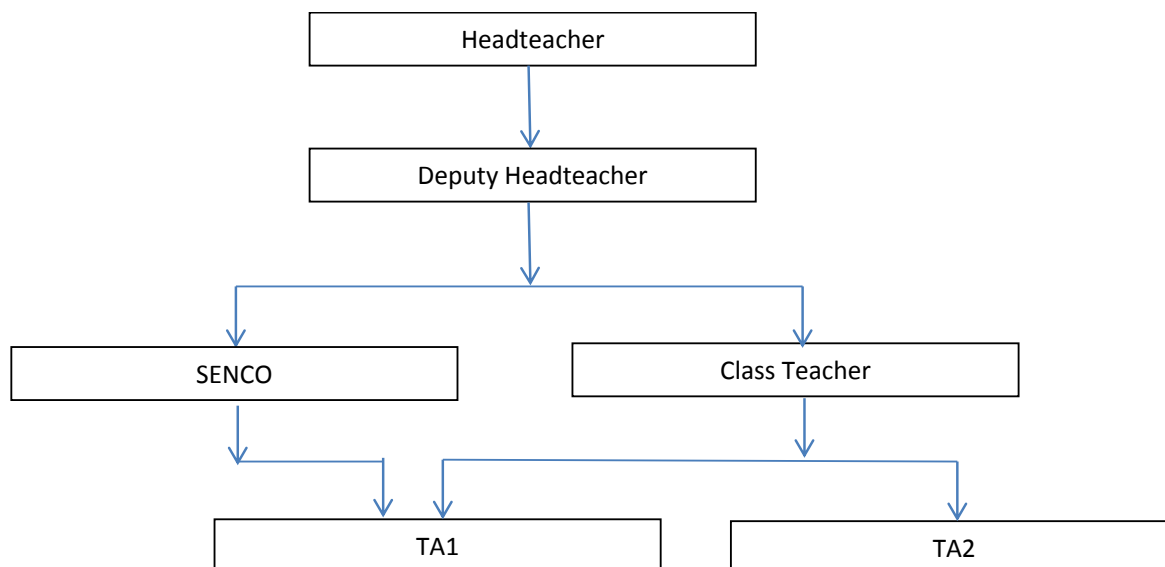 Headteacher
Deputy Headteacher
SENCO
Class Teacher
TA1
TA2